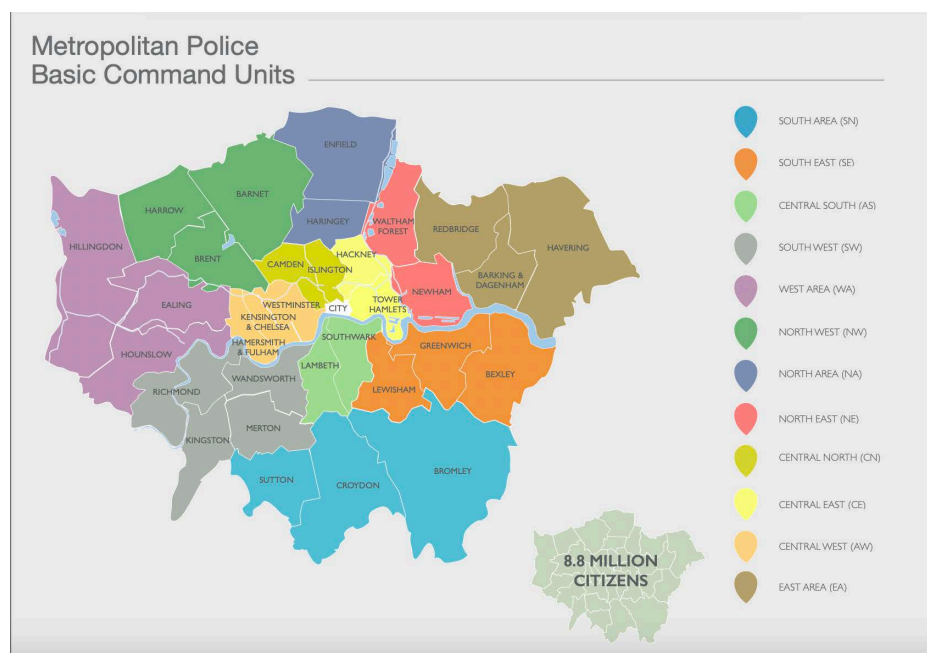 Metropolitan Police
Basic Command Units
ENFIELD
BARNET
HARROW
HARINGEY
WALTHAM
FOREST
REDBRIDGE
HAVERING
HILLINGDON
BRENT
CAMDEN
ISLINGTON
HACKNEY
BARKING &
DAGENHAM
NEWHAM
EALING
WESTMINSTER
KENSINGTON
& CHELSEA
CITY
TOWER
HAMLETS
HAMERSMITH
& FULHAM
HOUNSLOW
SOUTHWARK
GREENWICH
LAMBETH
WANDSWORTH
RICHMOND
LEWISHAM
BEXLEY
KINGSTON
MERTON
SUTTON
CROYDON
BROMLEY
SOUTH AREA (SN)
SOUTH EAST (SE)
CENTRAL SOUTH (AS)
SOUTH WEST (SW)
WEST AREA (WA)
NORTH WEST (NW)
NORTH AREA (NA)
NORTH EAST (NE)
CENTRAL NORTH (CN)
CENTRAL EAST (CE)
CENTRAL WEST (AW)
EAST AREA (EA)
8.8 MILLION
CITIZENS